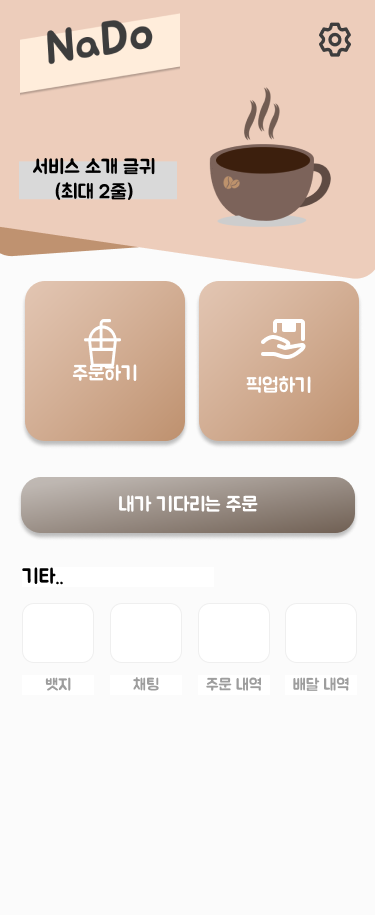 NaDo
서비스 소개 글귀
(최대 2줄)
주문하기
픽업하기
내가 기다리는 주문
기타..
뱃지
채팅
주문 내역
배달 내역